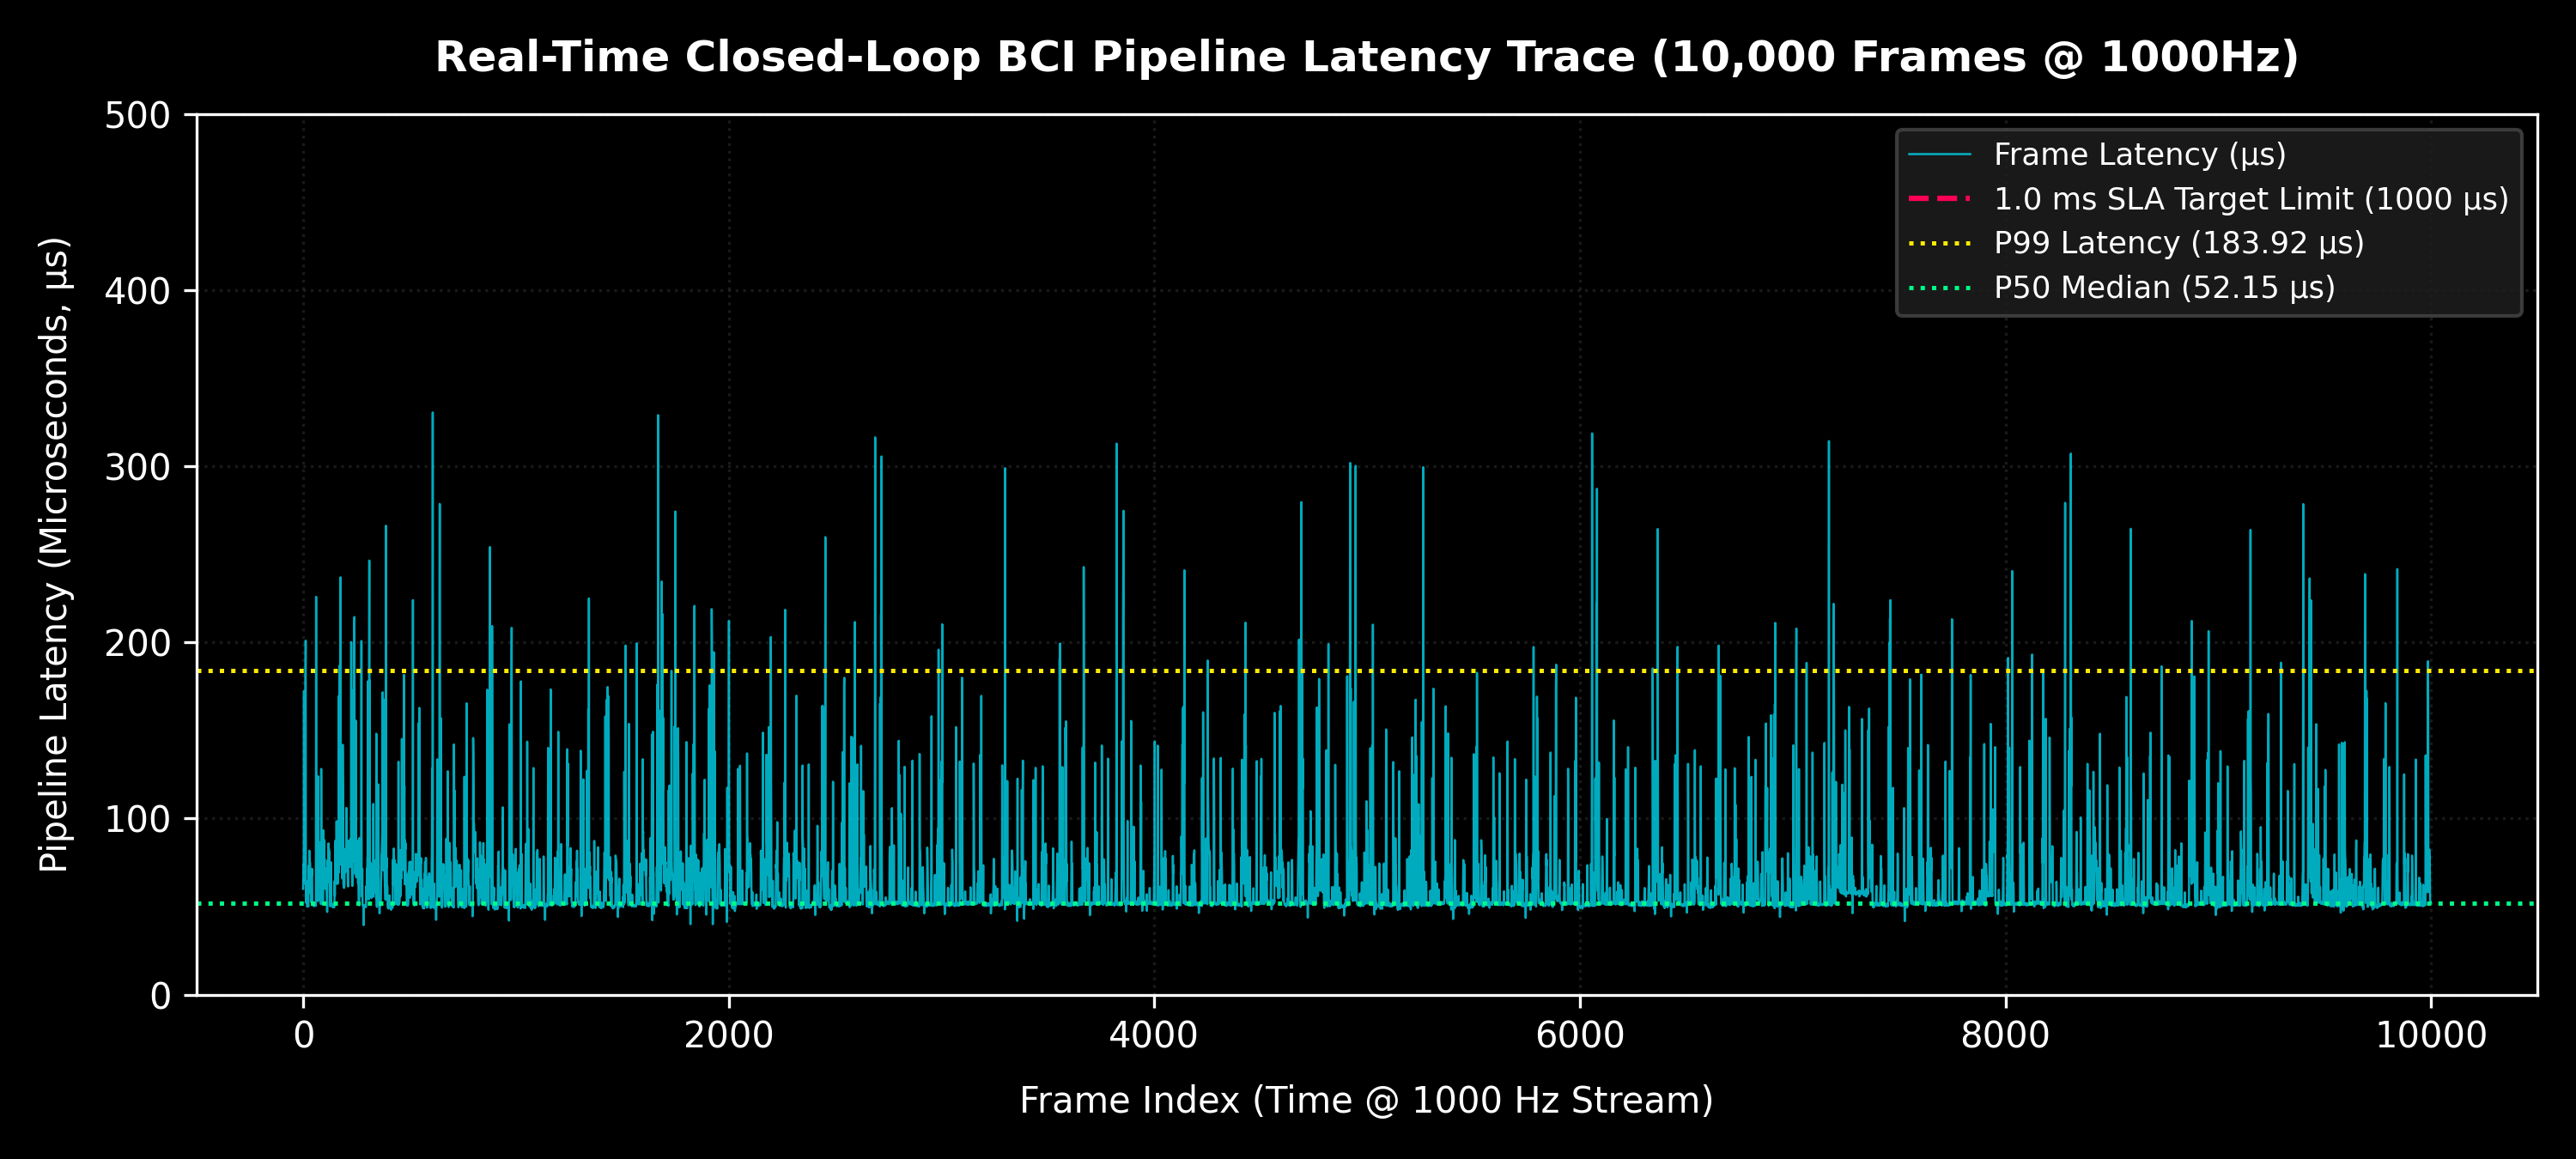 Real-Time Closed-Loop BCI Pipeline Latency Trace (10,000 Frames @ 1000Hz)
500
400
300
200
100
0
Pipeline Latency (Microseconds, μs)
Frame Latency (μs)
1.0 ms SLA Target Limit (1000 μs)
P99 Latency (183.92 μs)
P50 Median (52.15 μs)
0
2000
4000
6000
8000
10000
Frame Index (Time @ 1000 Hz Stream)